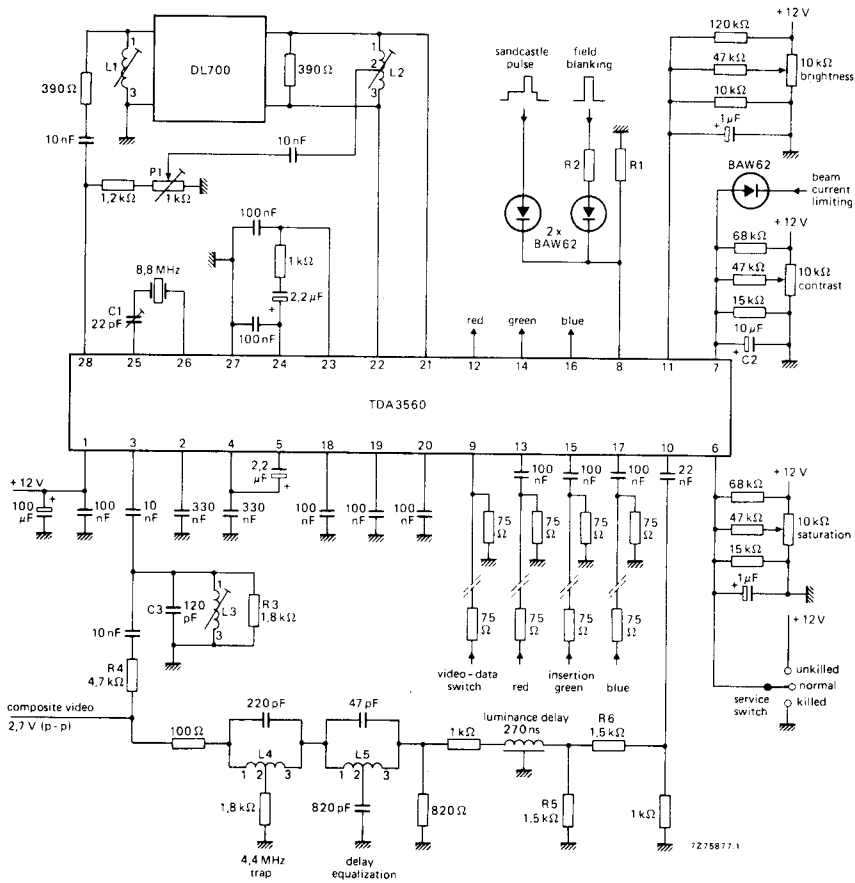 1
L1
3
390Ω
10 nF
DL700
390Ω
1
2
3
L2
10 nF
P1
1,2 kΩ
1 kΩ
100 nF
1 kΩ
2,2 μF
+
100 nF
8,8 MHz
C1
22 pF
sandcastle pulse
field blanking
R2
R1
2 x
BAW62
red
green
blue
+12 V
120 kΩ
47 kΩ
10 kΩ
brightness
10 kΩ
+ 1 μF
BAW62
beam
current
limiting
+12 V
68 kΩ
47 kΩ
10 kΩ
contrast
15 kΩ
10 μF
+
C2
28 25 26 27 24 23 22 21 12 14 16 8 11 7
TDA3560
1 3 2 4 5 18 19 20 9 13 15 17 10 6
+12 V
100 μF
+
100 nF
10 nF
330 nF
330 nF
2,2 μF
+
100 nF
100 nF
100 nF
100 nF
100 nF
100 nF
22 nF
75 Ω
75 Ω
75 Ω
75 Ω
75 Ω
75 Ω
75 Ω
75 Ω
video-data switch
red
insertion green
blue
+12 V
68 kΩ
47 kΩ
10 kΩ
saturation
15 kΩ
+ 1 μF
+12 V
unkilled
normal
killed
service switch
C3
120 pF
1
L3
3
R3
1,8 kΩ
10 nF
R4
4,7 kΩ
composite video
2,7 V (p-p)
100Ω
220 pF
L4
1 2 3
1,8 kΩ
4,4 MHz
trap
47 pF
L5
1 2 3
820 pF
delay
equalization
820Ω
1 kΩ
luminance delay
270 ns
R6
1,5 kΩ
R5
1,5 kΩ
1 kΩ
7Z75877.1